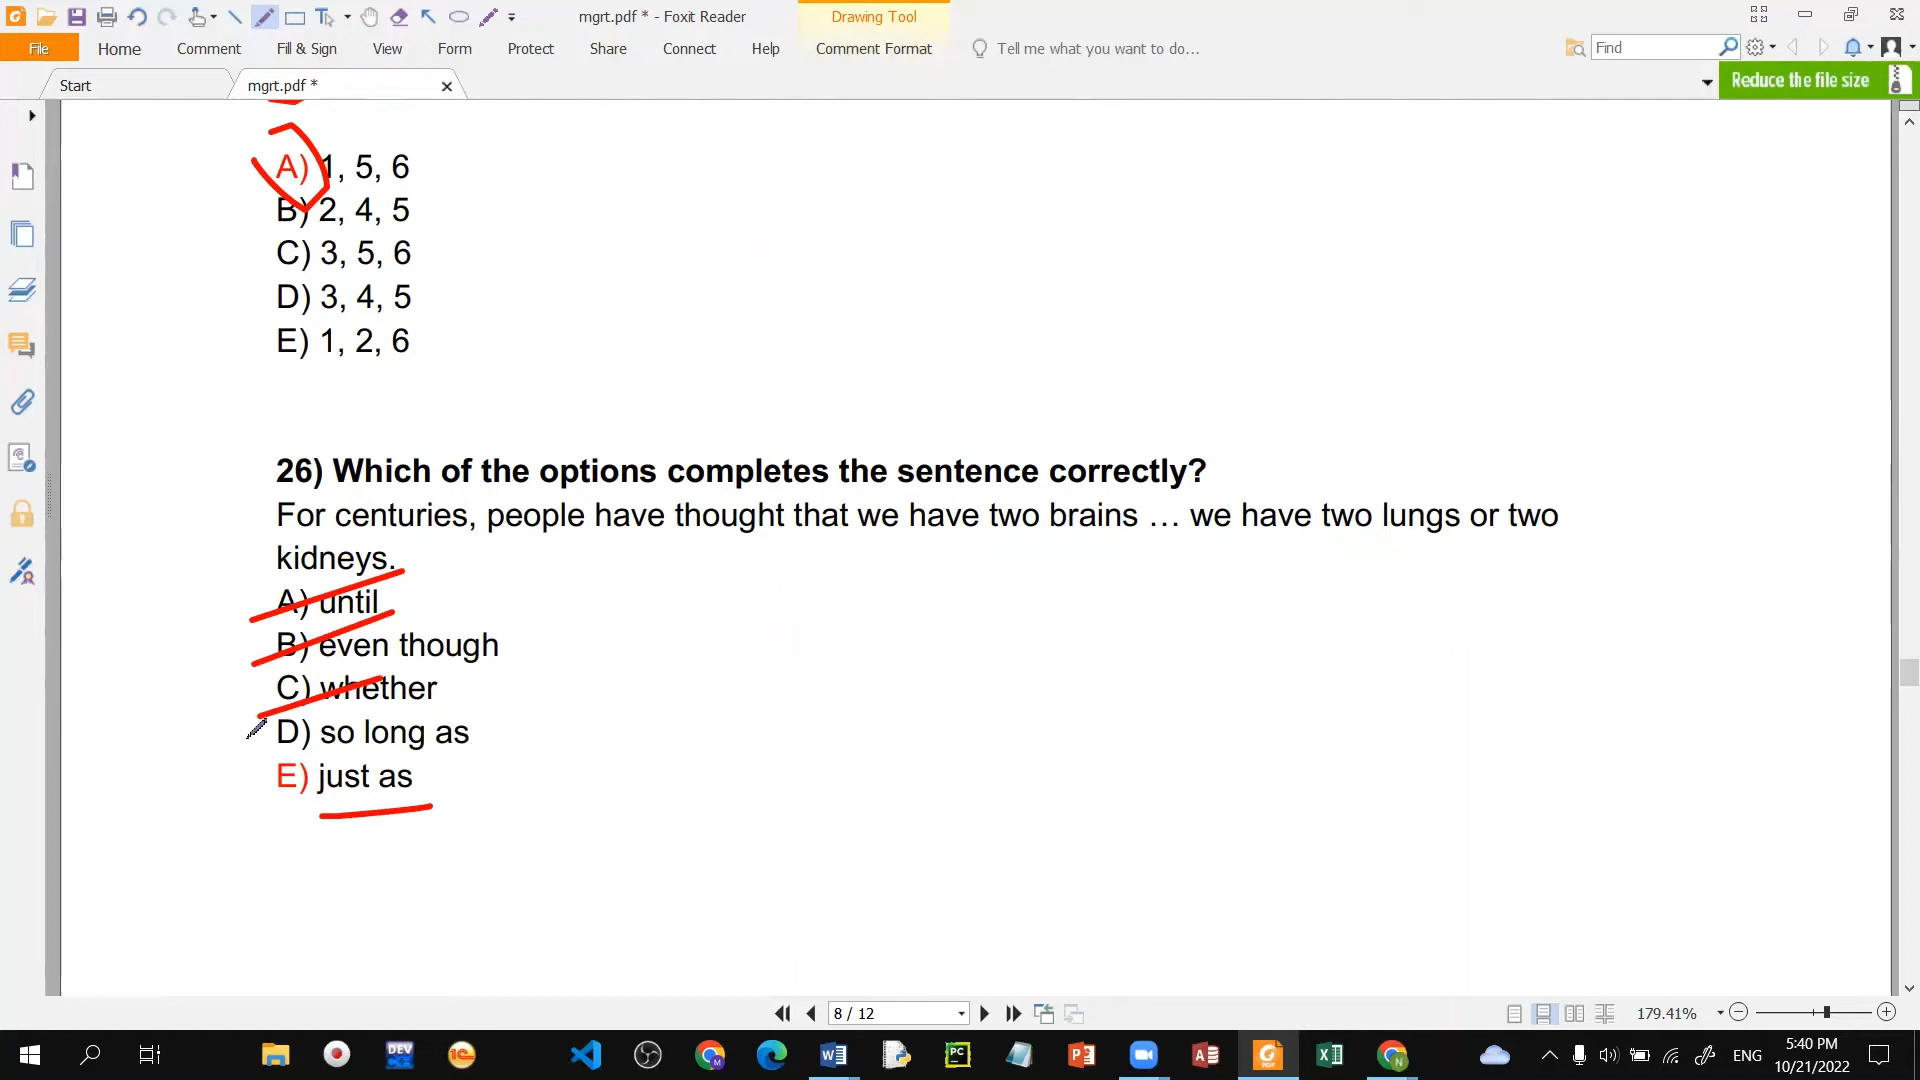 mgrt.pdf * - Foxit Reader
Drawing Tool
File
Home
Comment
Fill & Sign
View
Form
Protect
Share
Connect
Help
Comment Format
Tell me what you want to do...
Find
Start
mgrt.pdf *
Reduce the file size
A) 1, 5, 6
B) 2, 4, 5
C) 3, 5, 6
D) 3, 4, 5
E) 1, 2, 6
26) Which of the options completes the sentence correctly?
For centuries, people have thought that we have two brains … we have two lungs or two
kidneys.
A) until
B) even though
C) whether
D) so long as
E) just as
8 / 12
179.41%
DEV
PC
ENG
5:40 PM
10/21/2022